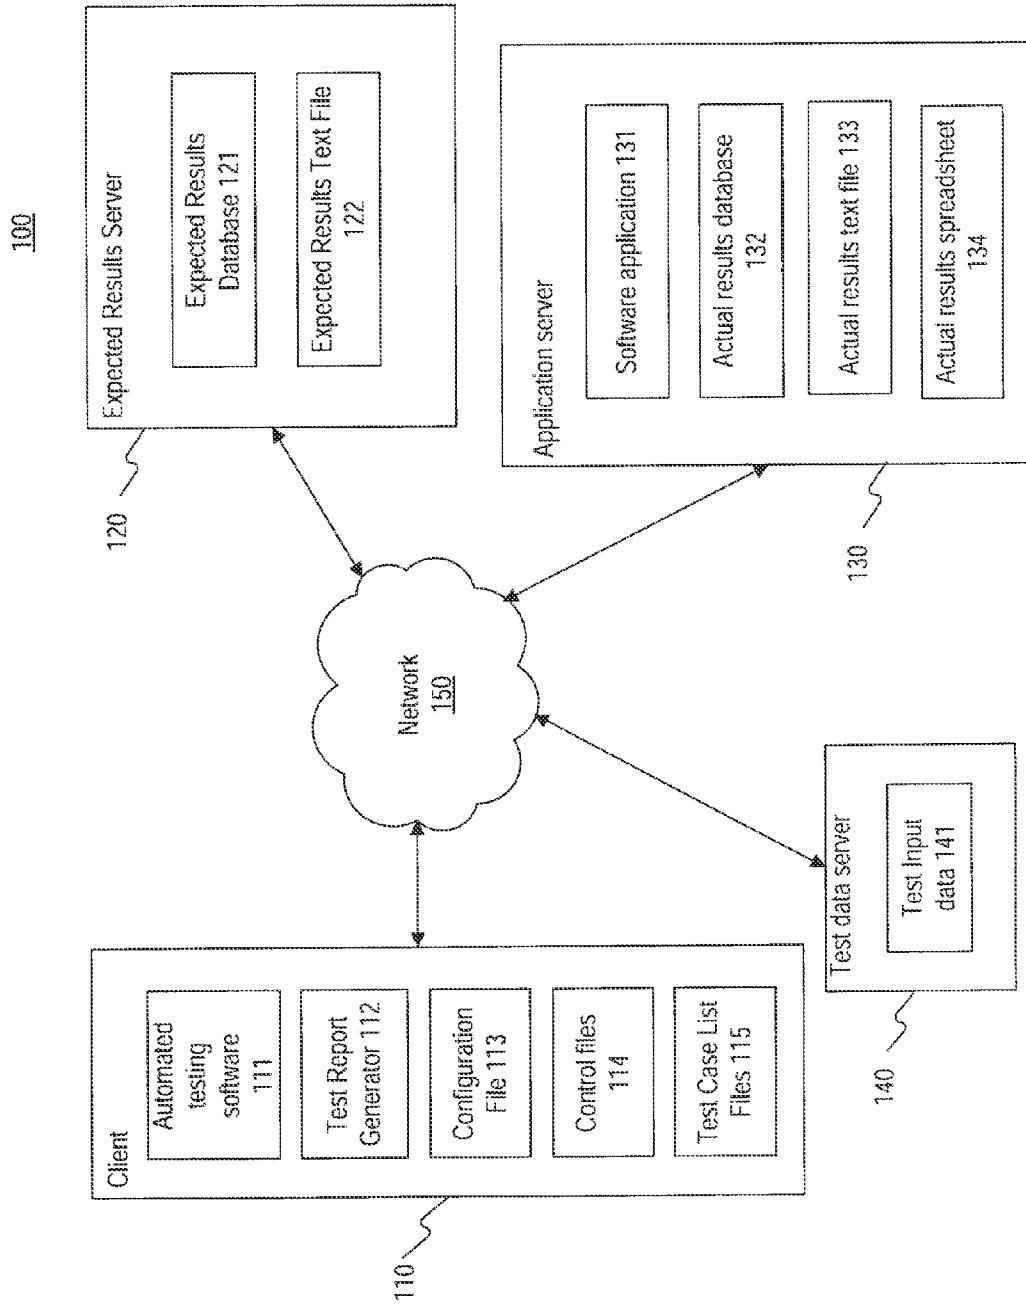 100
Client
Automated
testing
software
111
Test Report
Generator 112
Configuration
File 113
Control files
114
Test Case List
Files 115
110
Network
150
Expected Results Server
Expected Results
Database 121
Expected Results Text File
122
120
Application server
Software application 131
Actual results database
132
Actual results text file 133
Actual results spreadsheet
134
130
Test data server
Test Input
data 141
140